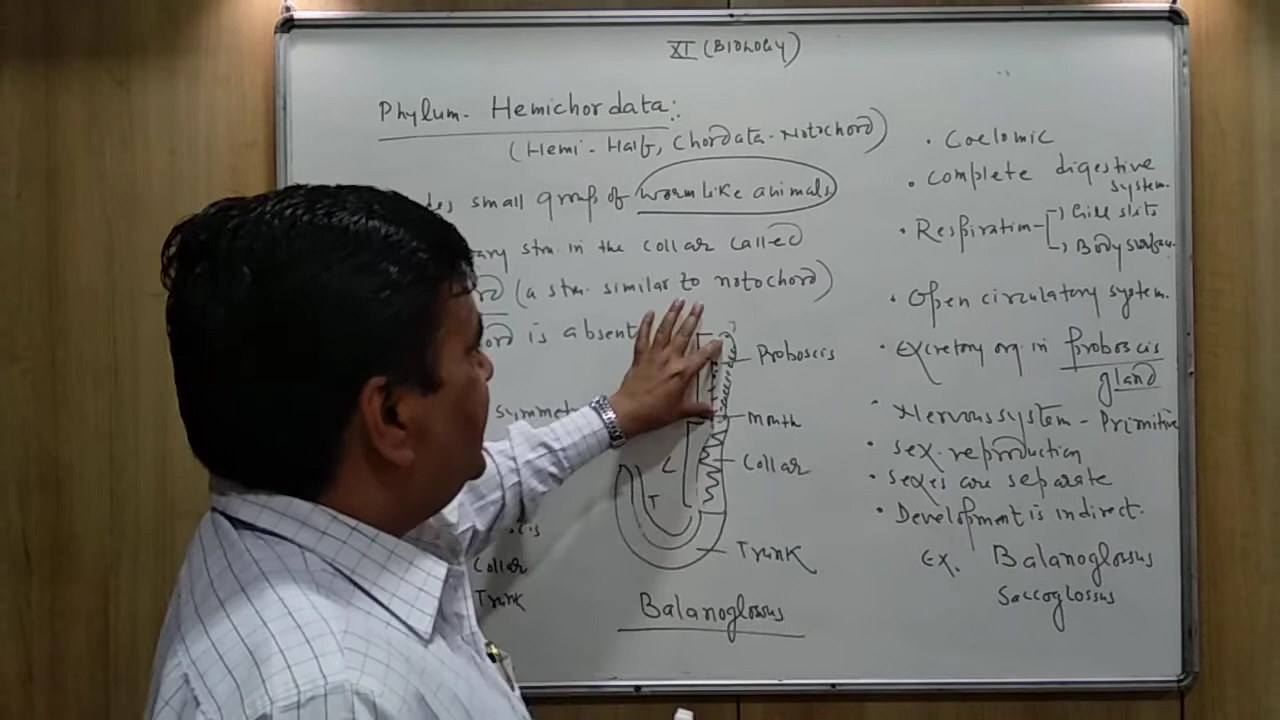 XI (BIOLOGY)
Phylum- Hemichordata:
(Hemi - Half, Chordata - Notochord)
small group of worm like animals
str. in the collar called
(a str. similar to notochord)
is absent
Proboscis
Mouth
Collar
C
T
Trunk
Collar
Trunk
Balanoglossus
• Coelomic
• Complete digestive
system.
• Respiration - Gill slits
Body surface.
• Open circulatory system.
• Excretory org in Proboscis
gland
• Nervous system - Primitive
• Sex. reproduction
• Sexes are separate
• Development is indirect.
Ex. Balanoglossus
Saccoglossus